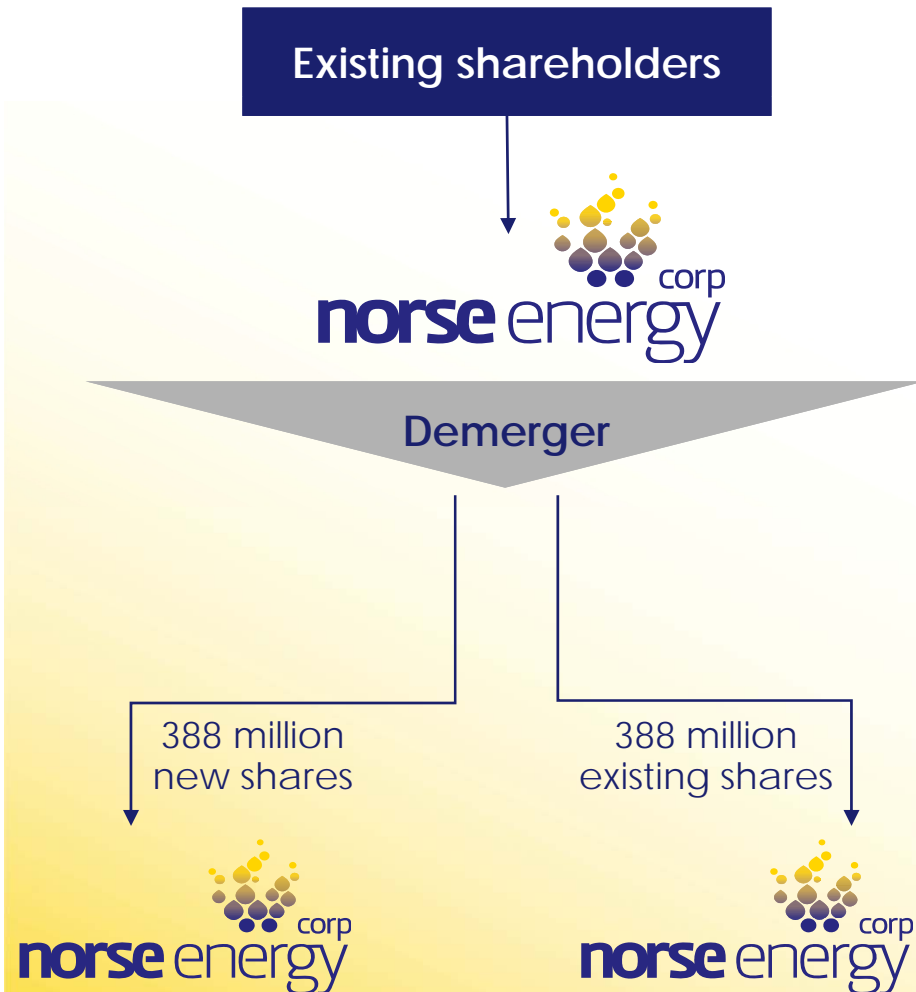 Existing shareholders
corp
norse energy
Demerger
388 million
new shares
388 million
existing shares
corp
norse energy
corp
norse energy